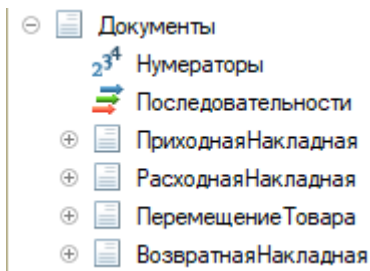 Документы
Нумераторы
Последовательности
ПриходнаяНакладная
РасходнаяНакладная
ПеремещениеТовара
ВозвратнаяНакладная